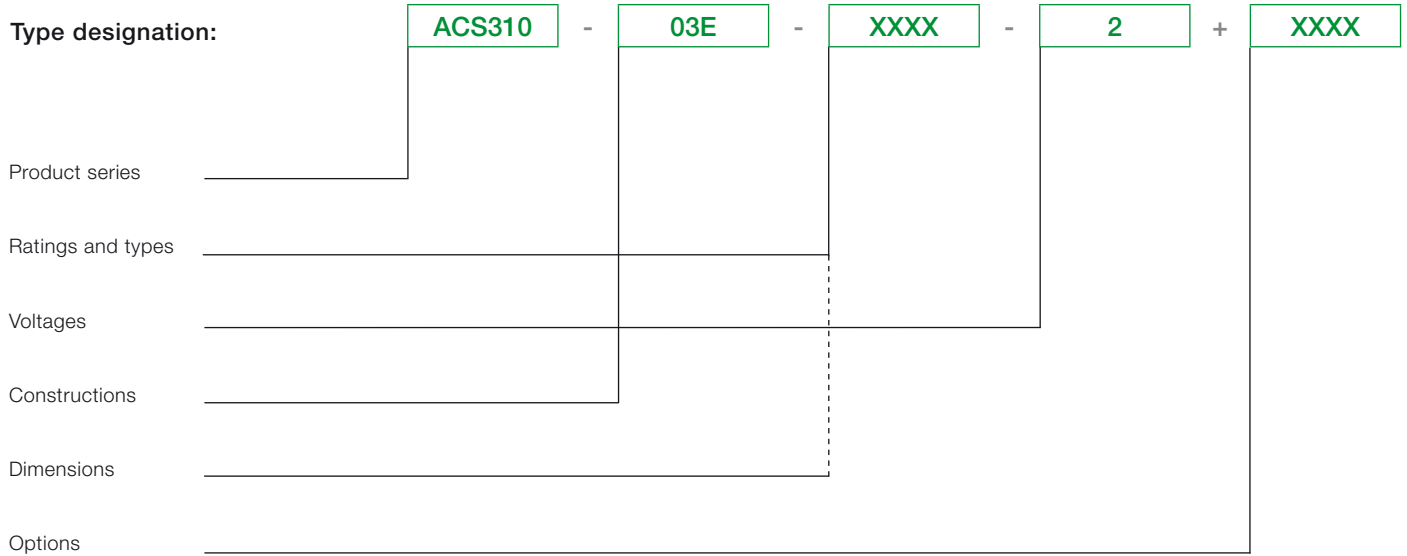 Type designation: ACS310 - 03E - XXXX - 2 + XXXX
Product series
Ratings and types
Voltages
Constructions
Dimensions
Options